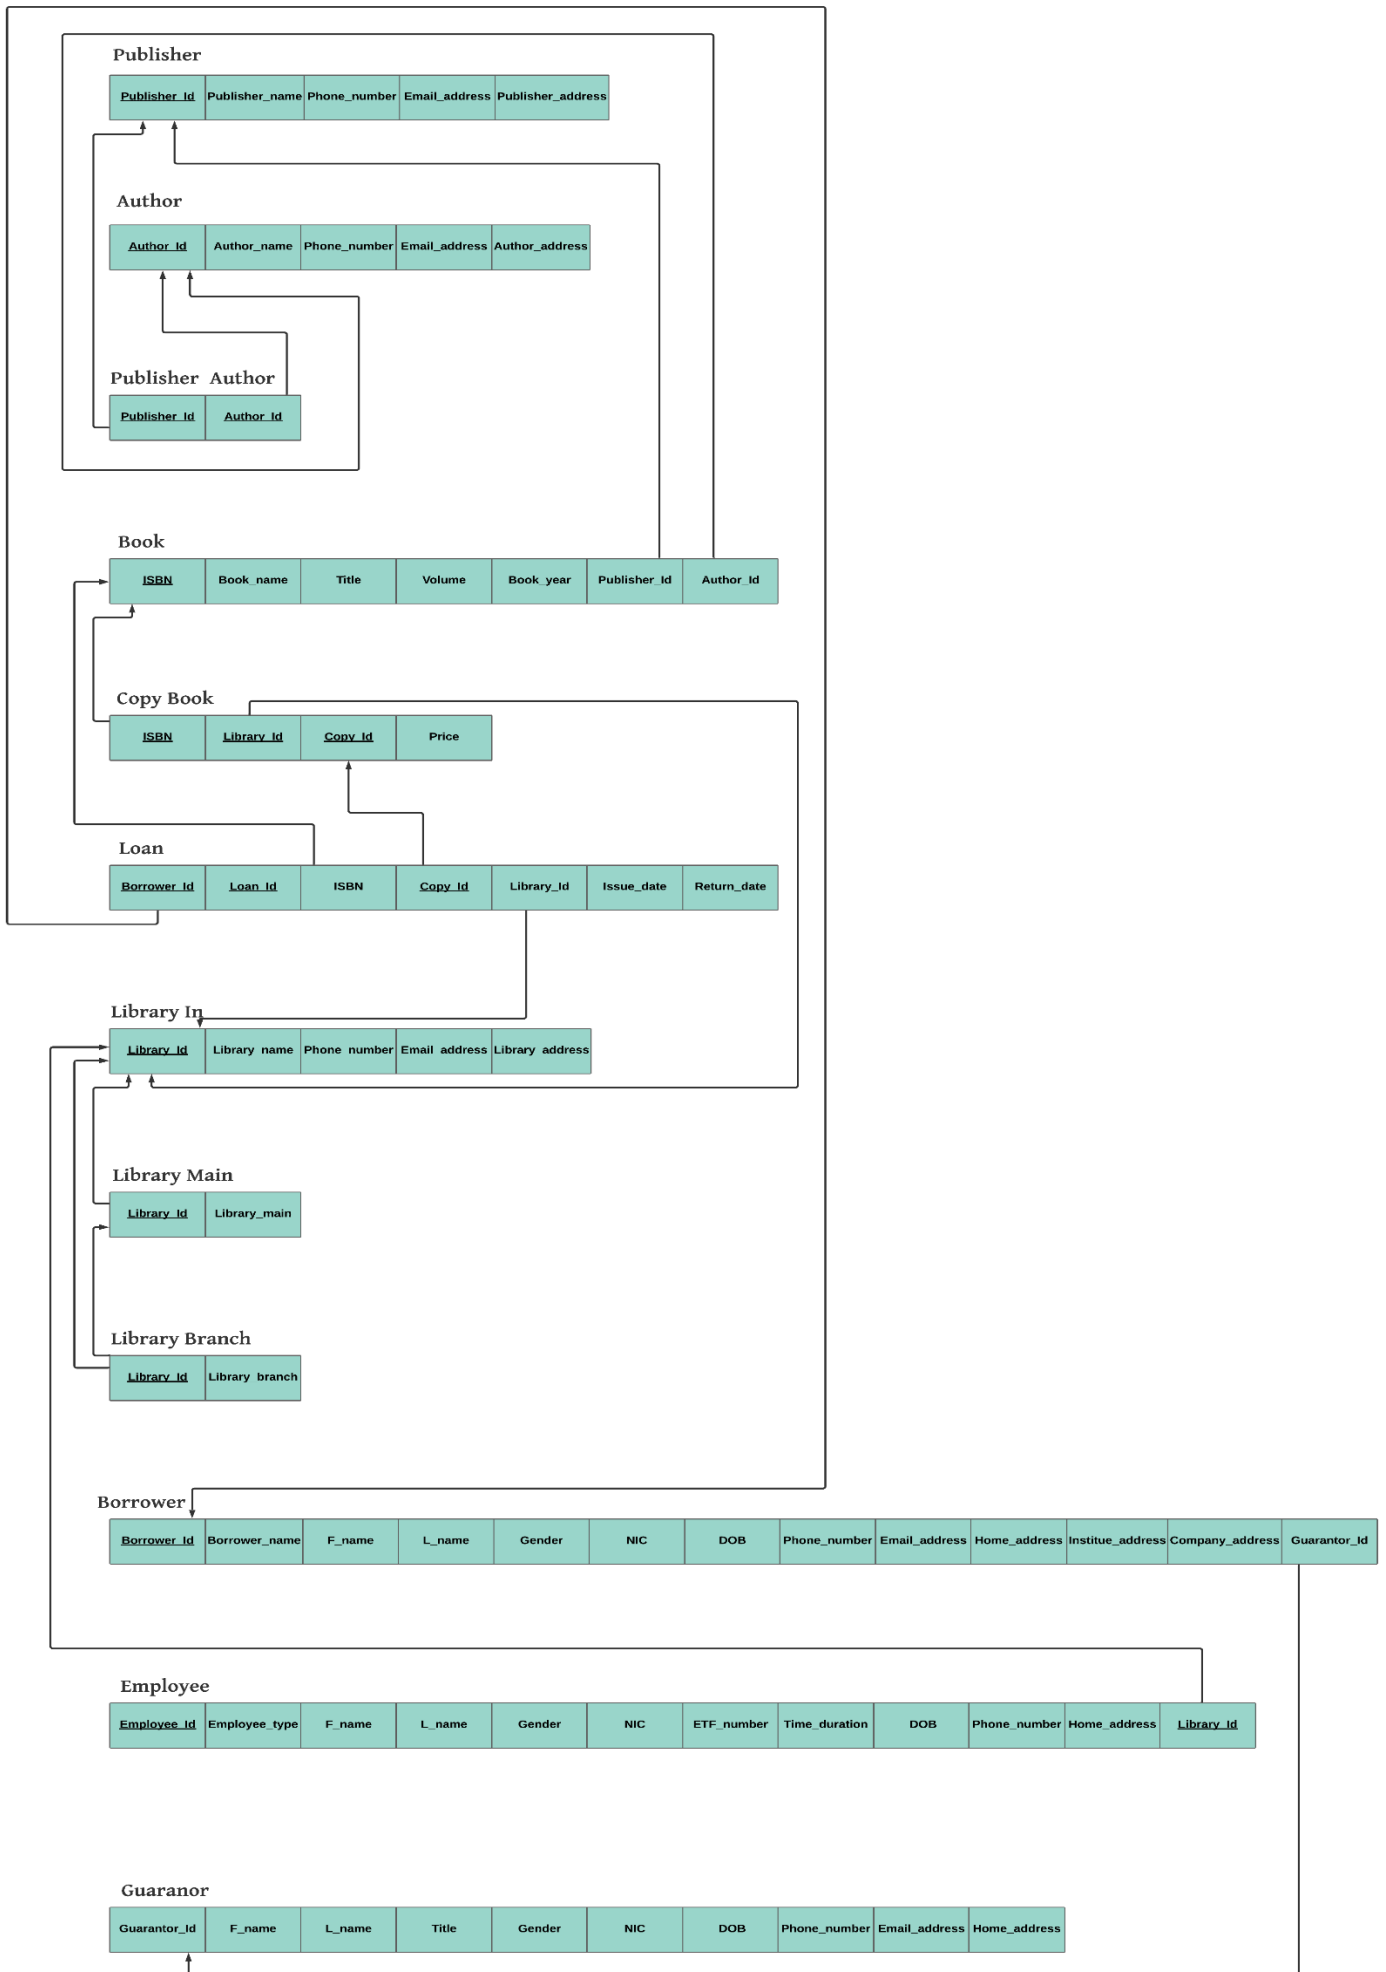 Publisher
Publisher_Id Publisher_name Phone_number Email_address Publisher_address
Author
Author_Id Author_name Phone_number Email_address Author_address
Publisher Author
Publisher_Id Author_Id
Book
ISBN Book_name Title Volume Book_year Publisher_Id Author_Id
Copy Book
ISBN Library_Id Copy_Id Price
Loan
Borrower_Id Loan_Id ISBN Copy_Id Library_Id Issue_date Return_date
Library In
Library_Id Library_name Phone_number Email_address Library_address
Library Main
Library_Id Library_main
Library Branch
Library_Id Library_branch
Borrower
Borrower_Id Borrower_name F_name L_name Gender NIC DOB Phone_number Email_address Home_address Institue_address Company_address Guarantor_Id
Employee
Employee_Id Employee_type F_name L_name Gender NIC ETF_number Time_duration DOB Phone_number Home_address Library_Id
Guaranor
Guarantor_Id F_name L_name Title Gender NIC DOB Phone_number Email_address Home_address